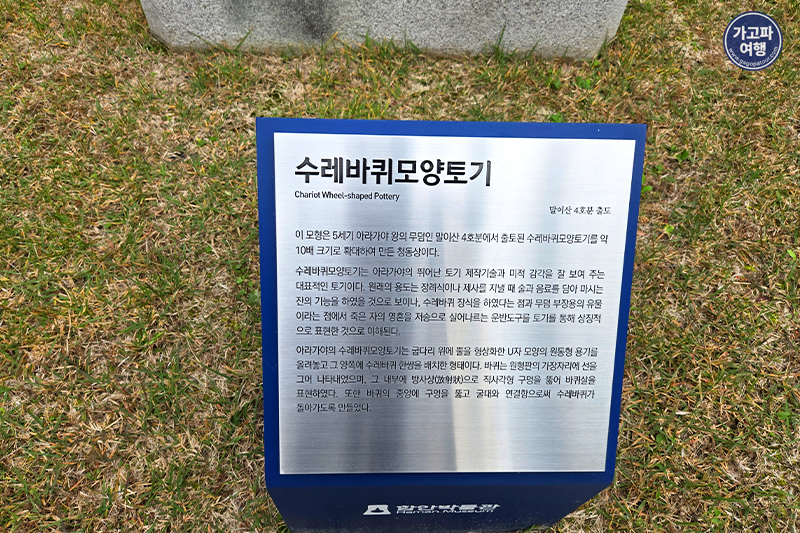 가고파
여행
www.gagopatour.com
수레바퀴모양토기
Chariot Wheel-shaped Pottery
말이산 4호분 출토
이 모형은 5세기 아라가야 왕의 무덤인 말이산 4호분에서 출토된 수레바퀴모양토기를 약
10배 크기로 확대하여 만든 청동상이다.
수레바퀴모양토기는 아라가야의 뛰어난 토기 제작기술과 미적 감각을 잘 보여 주는
대표적인 토기이다. 원래의 용도는 장례식이나 제사를 지낼 때 술과 음료를 담아 마시는
잔의 기능을 하였을 것으로 보이나, 수레바퀴 장식을 하였다는 점과 무덤 부장용의 유물
이라는 점에서 죽은 자의 영혼을 저승으로 실어나르는 운반도구를 토기를 통해 상징적
으로 표현한 것으로 이해된다.
아라가야의 수레바퀴모양토기는 굽다리 위에 뿔을 형상화한 U자 모양의 원통형 용기를
올려놓고 그 양쪽에 수레바퀴 한쌍을 배치한 형태이다. 바퀴는 원형판의 가장자리에 선을
그어 나타내었으며, 그 내부에 방사상(放射狀)으로 직사각형 구멍을 뚫어 바퀴살을
표현하였다. 또한 바퀴의 중앙에 구멍을 뚫고 굴대와 연결함으로써 수레바퀴가
돌아가도록 만들었다.
함안박물관
Haman Museum